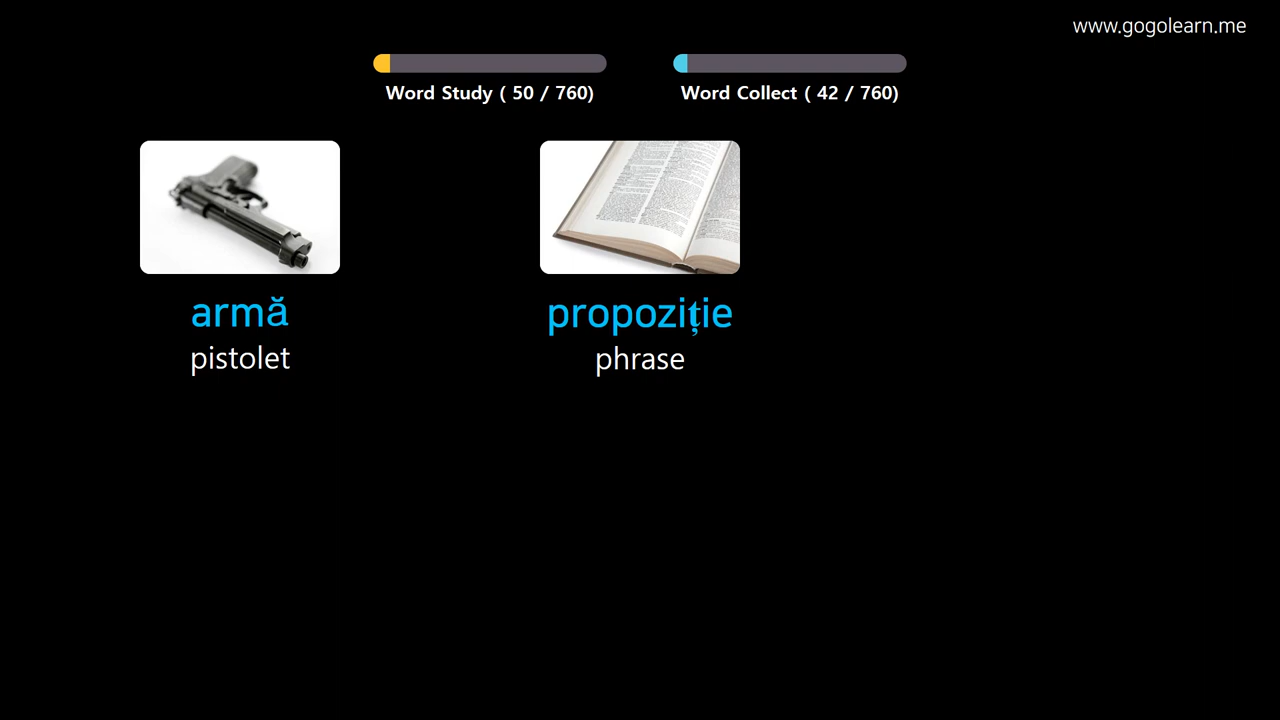 www.gogolearn.me
Word Study ( 50 / 760)
Word Collect ( 42 / 760)
armă
propoziție
pistolet
phrase